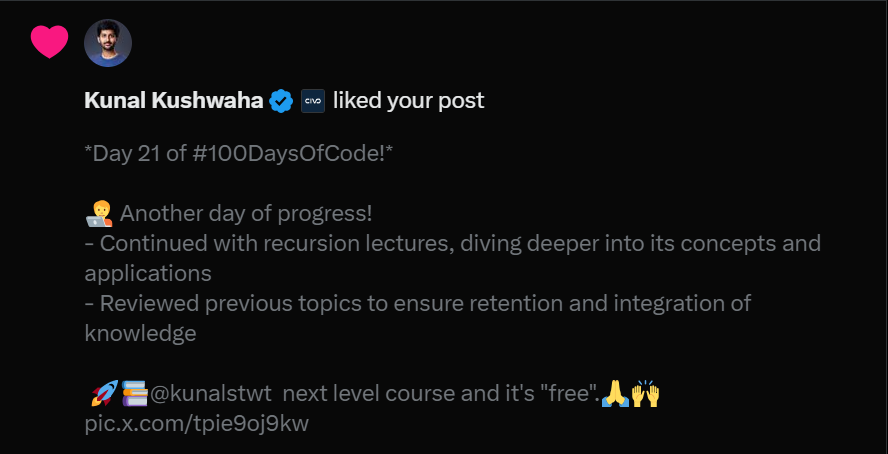 Kunal Kushwaha CIVO liked your post
*Day 21 of #100DaysOfCode!*
🧑‍💻 Another day of progress!
- Continued with recursion lectures, diving deeper into its concepts and
applications
- Reviewed previous topics to ensure retention and integration of
knowledge
🚀📚@kunalstwt  next level course and it's "free".🙏🙌
pic.x.com/tpie9oj9kw